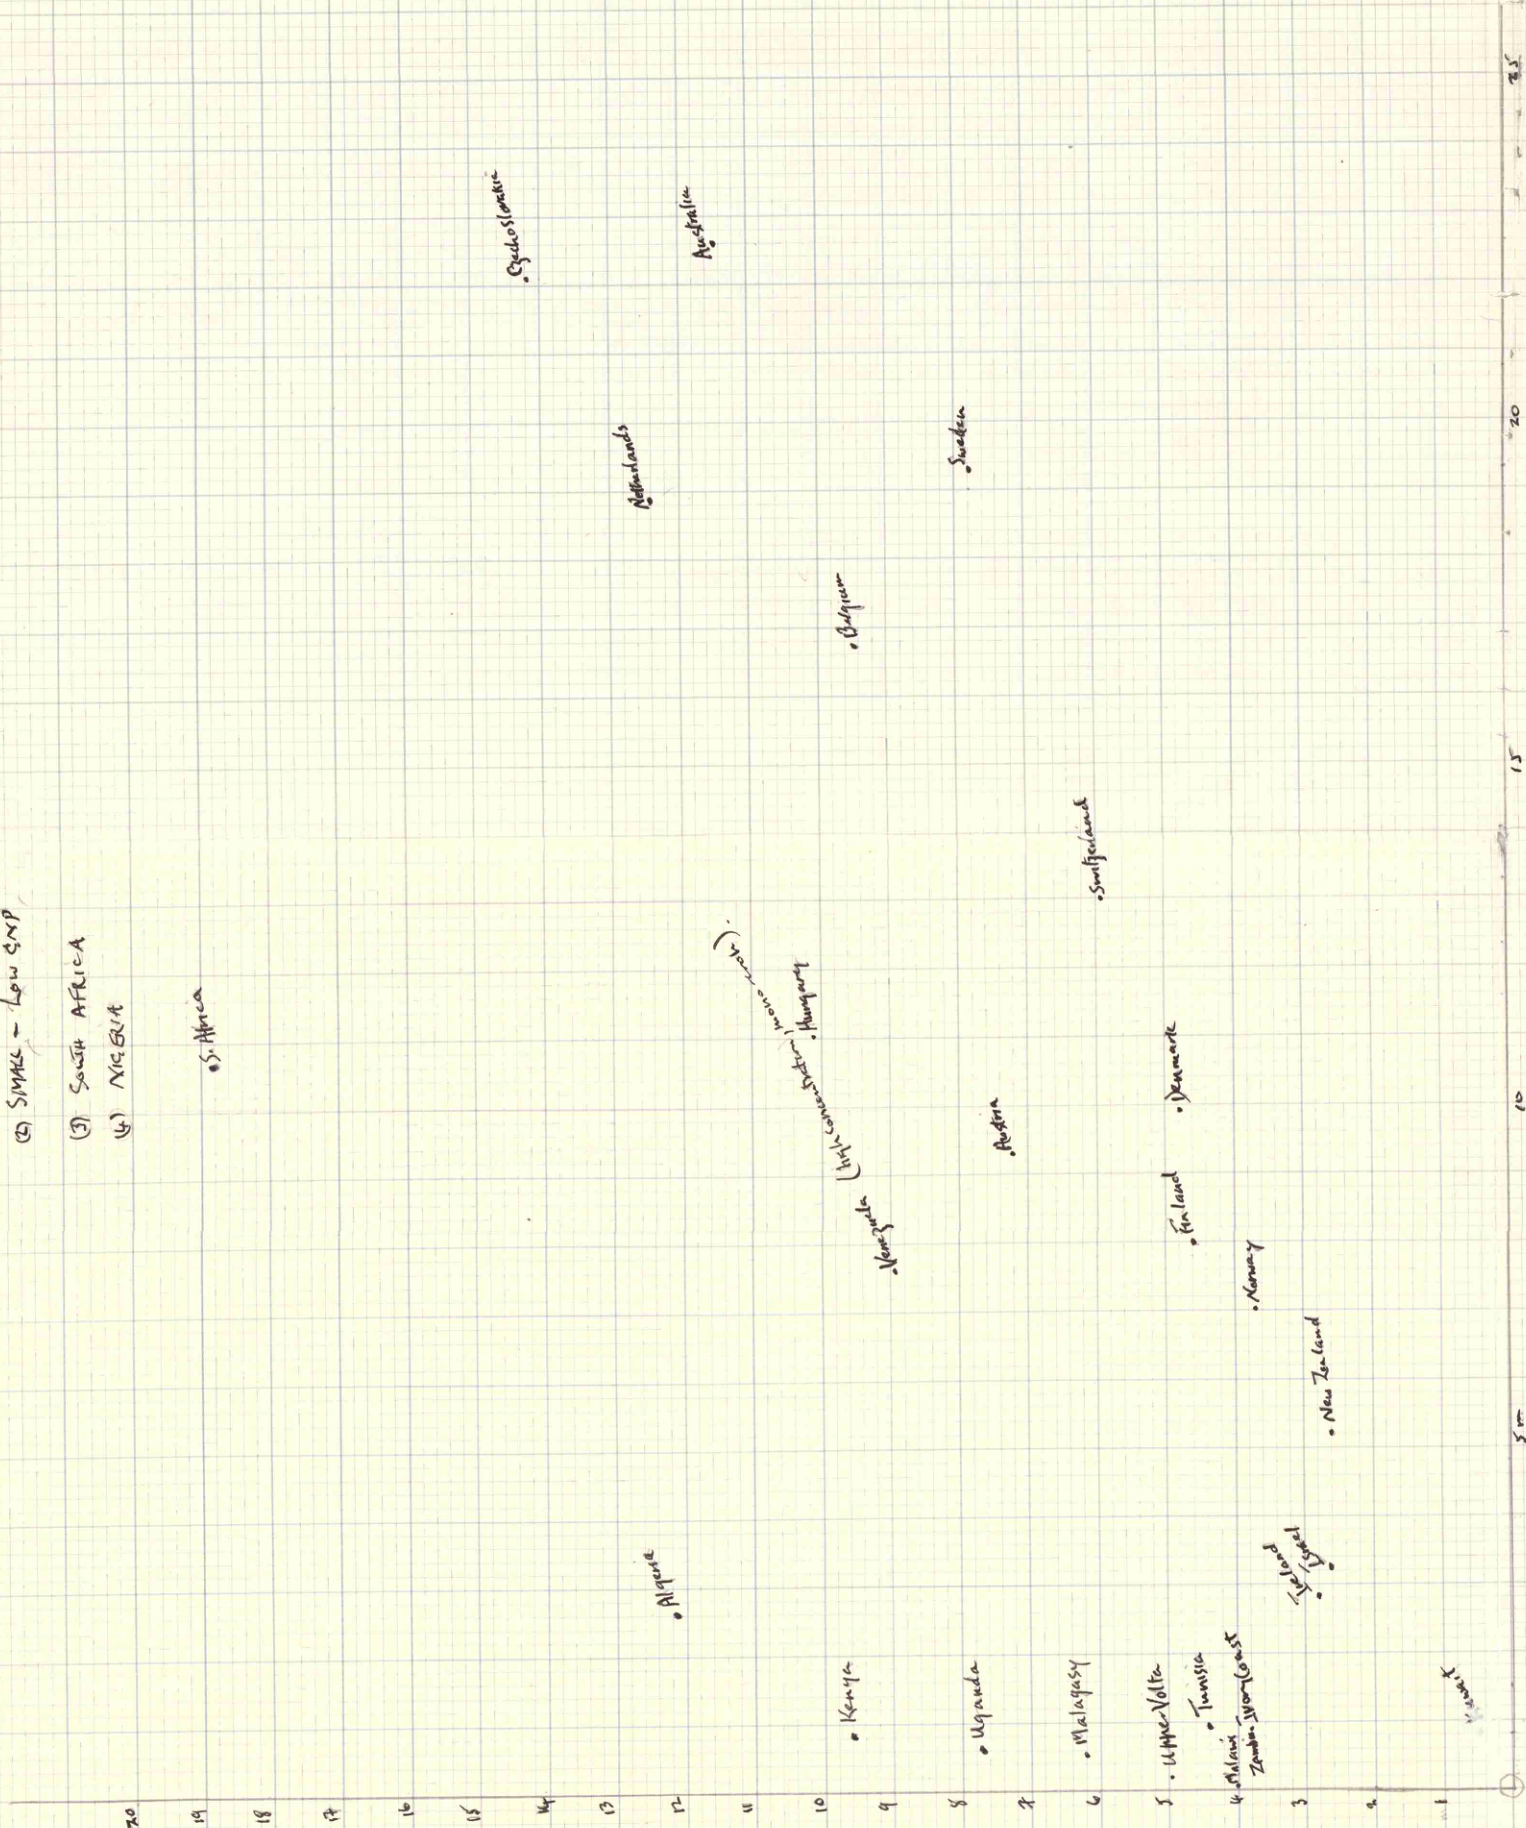 (2) SMALL - LOW GNP
(3) SOUTH AFRICA
(4) NIGERIA
20
19
18
17
16
15
14
13
12
11
10
9
8
7
6
5
4
3
2
1
S. Africa
Czechoslovakia
Netherlands
Australia
Algeria
(high concentration,
Hungary
Belgium
Kenya
Venezuela
Sweden
Uganda
Austria
Switzerland
Malagasy
Denmark
Finland
Upper Volta
Tunisia
Norway
Malawi
Zambia Ivory Coast
New Zealand
Ireland
Israel
Kuwait
5
10
15
20
25